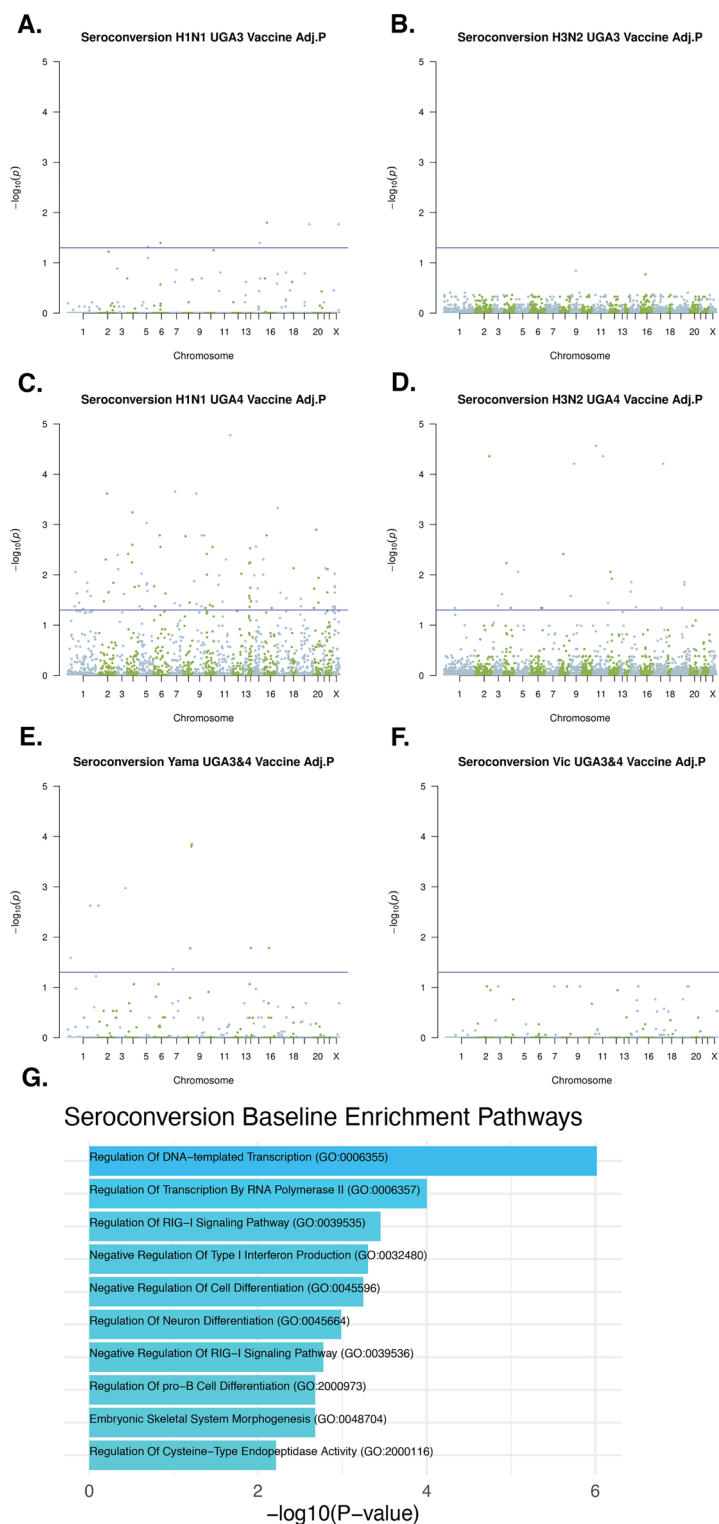 A.
Seroconversion H1N1 UGA3 Vaccine Adj.P
−log10(p)
5
4
3
2
1
0
1 2 3 5 6 7 9 11 13 16 18 20 X
Chromosome
B.
Seroconversion H3N2 UGA3 Vaccine Adj.P
−log10(p)
5
4
3
2
1
0
1 2 3 4 6 9 11 13 16 18 20 X
Chromosome
C.
Seroconversion H1N1 UGA4 Vaccine Adj.P
−log10(p)
5
4
3
2
1
0
1 2 3 4 5 6 7 9 11 13 16 18 20 X
Chromosome
D.
Seroconversion H3N2 UGA4 Vaccine Adj.P
−log10(p)
5
4
3
2
1
0
1 2 3 4 5 6 7 9 11 13 16 18 20 X
Chromosome
E.
Seroconversion Yama UGA3&4 Vaccine Adj.P
−log10(p)
5
4
3
2
1
0
1 2 3 5 6 7 9 11 13 16 18 20 X
Chromosome
F.
Seroconversion Vic UGA3&4 Vaccine Adj.P
−log10(p)
5
4
3
2
1
0
1 2 3 4 6 8 9 11 13 16 18 20 X
Chromosome
G.
Seroconversion Baseline Enrichment Pathways
Regulation Of DNA−templated Transcription (GO:0006355)
Regulation Of Transcription By RNA Polymerase II (GO:0006357)
Regulation Of RIG−I Signaling Pathway (GO:0039535)
Negative Regulation Of Type I Interferon Production (GO:0032480)
Negative Regulation Of Cell Differentiation (GO:0045596)
Regulation Of Neuron Differentiation (GO:0045664)
Negative Regulation Of RIG−I Signaling Pathway (GO:0039536)
Regulation Of pro−B Cell Differentiation (GO:2000973)
Embryonic Skeletal System Morphogenesis (GO:0048704)
Regulation Of Cysteine−Type Endopeptidase Activity (GO:2000116)
0 2 4 6
−log10(P−value)